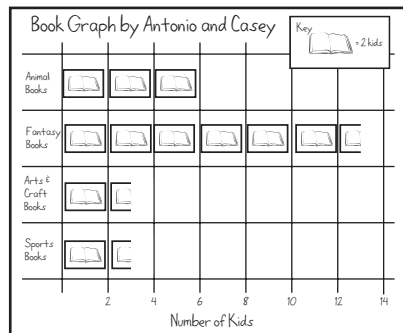 Book Graph by Antonio and Casey
Key
= 2 kids
Animal
Books
Fantasy
Books
Arts &
Craft
Books
Sports
Books
2 4 6 8 10 12 14
Number of Kids